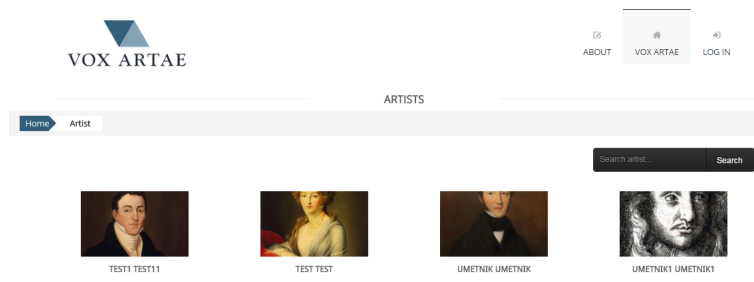 VOX ARTAE
ABOUT
VOX ARTAE
LOG IN
ARTISTS
Home Artist
Search artist... Search
TEST1 TEST11
TEST TEST
UMETNIK UMETNIK
UMETNIK1 UMETNIK1